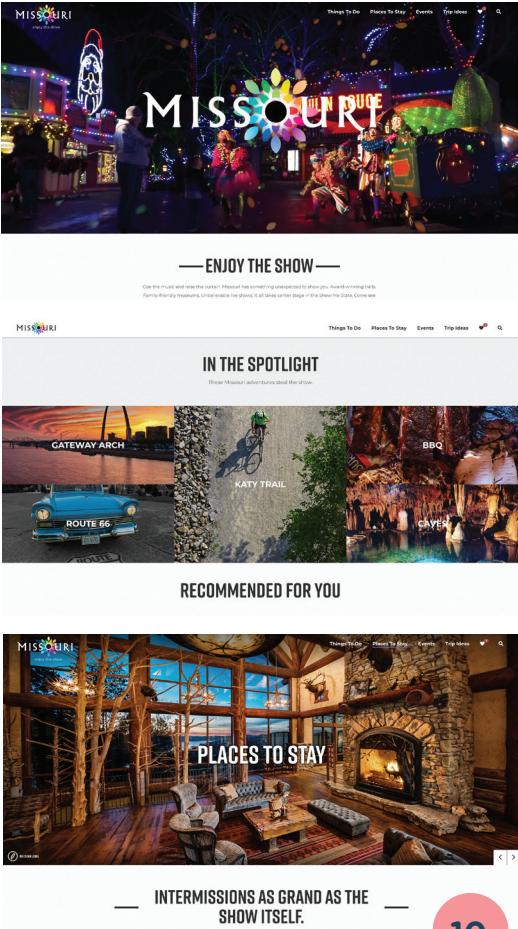 MISSOURI
enjoy the show
Things To Do Places To Stay Events Trip Ideas
MISSOURI
MOULIN ROUGE
ENJOY THE SHOW
Cue the music and raise the curtain. Missouri has something unexpected to show you. Award-winning trails.
Family-friendly museums. Unbelievable live shows. It all takes center stage in the Show-Me State. Come see
MISSOURI
Things To Do Places To Stay Events Trip Ideas
IN THE SPOTLIGHT
These Missouri adventures steal the show.
GATEWAY ARCH
KATY TRAIL
BBQ
ROUTE 66
CAVES
ROUTE
RECOMMENDED FOR YOU
MISSOURI
enjoy the show
Things To Do Places To Stay Events Trip Ideas
PLACES TO STAY
INTERMISSIONS AS GRAND AS THE
SHOW ITSELF.